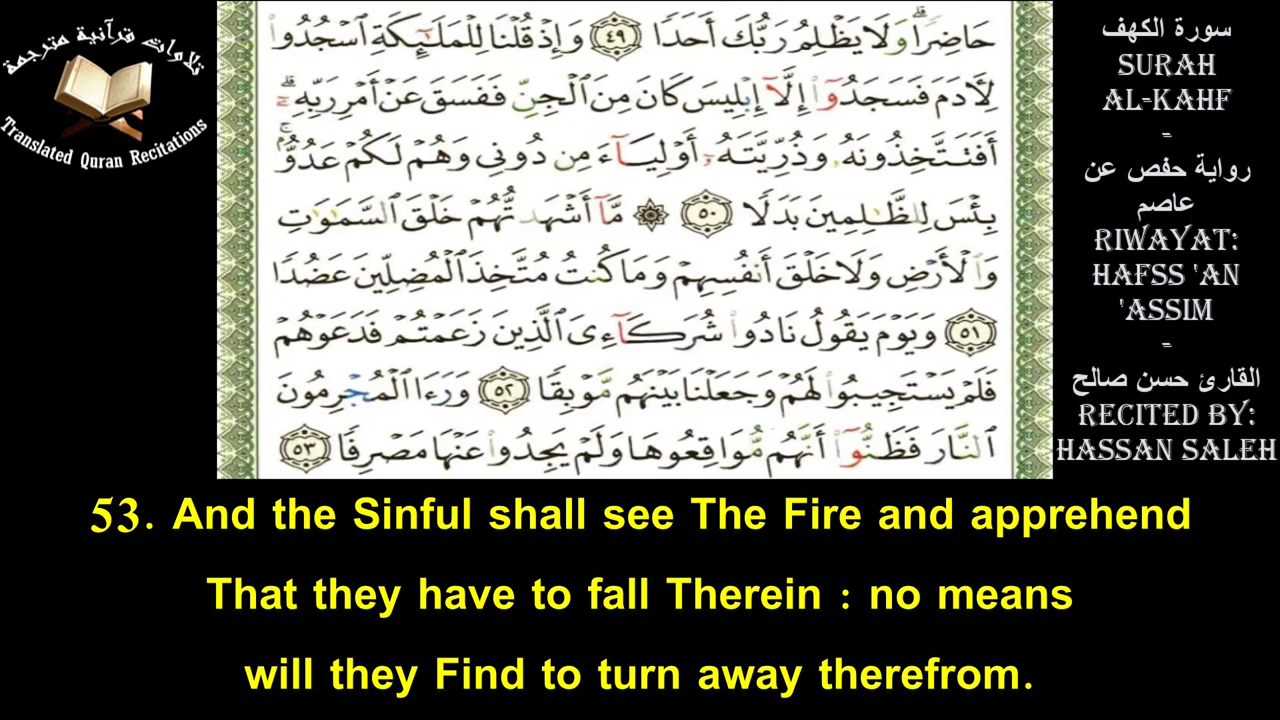 تلاوات قرآنية مترجمة
Translated Quran Recitations
حَاضِرًا ۗ وَلَا يَظْلِمُ رَبُّكَ أَحَدًا ٤٩ وَإِذْ قُلْنَا لِلْمَلَٰٓئِكَةِ ٱسْجُدُوا۟
لِـَٔادَمَ فَسَجَدُوٓا۟ إِلَّآ إِبْلِيسَ كَانَ مِنَ ٱلْجِنِّ فَفَسَقَ عَنْ أَمْرِ رَبِّهِۦٓ ۗ
أَفَتَتَّخِذُونَهُۥ وَذُرِّيَّتَهُۥٓ أَوْلِيَآءَ مِن دُونِى وَهُمْ لَكُمْ عَدُوٌّۢ ۚ
بِئْسَ لِلظَّٰلِمِينَ بَدَلًا ٥٠ ۞ مَّآ أَشْهَدتُّهُمْ خَلْقَ ٱلسَّمَٰوَٰتِ
وَٱلْأَرْضِ وَلَا خَلْقَ أَنفُسِهِمْ وَمَا كُنتُ مُتَّخِذَ ٱلْمُضِلِّينَ عَضُدًا
٥١ وَيَوْمَ يَقُولُ نَادُوا۟ شُرَكَآءِىَ ٱلَّذِينَ زَعَمْتُمْ فَدَعَوْهُمْ
فَلَمْ يَسْتَجِيبُوا۟ لَهُمْ وَجَعَلْنَا بَيْنَهُم مَّوْبِقًا ٥٢ وَرَءَا ٱلْمُجْرِمُونَ
ٱلنَّارَ فَظَنُّوٓا۟ أَنَّهُم مُّوَاقِعُوهَا وَلَمْ يَجِدُوا۟ عَنْهَا مَصْرِفًا ٥٣
سورة الكهف
SURAH
AL-KAHF
-
رواية حفص عن
عاصم
RIWAYAT:
HAFSS 'AN
'ASSIM
-
القارئ حسن صالح
RECITED BY:
HASSAN SALEH
53. And the Sinful shall see The Fire and apprehend
That they have to fall Therein : no means
will they Find to turn away therefrom.